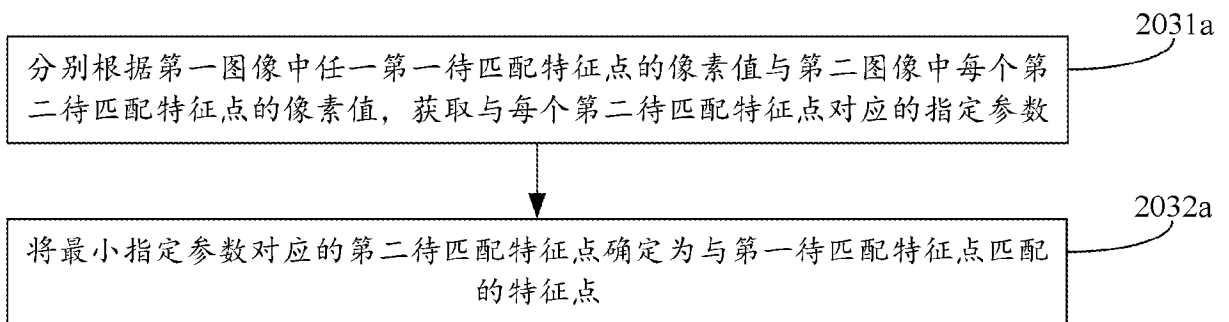 2031a
分别根据第一图像中任一第一待匹配特征点的像素值与第二图像中每个第
二待匹配特征点的像素值，获取与每个第二待匹配特征点对应的指定参数
2032a
将最小指定参数对应的第二待匹配特征点确定为与第一待匹配特征点匹配
的特征点